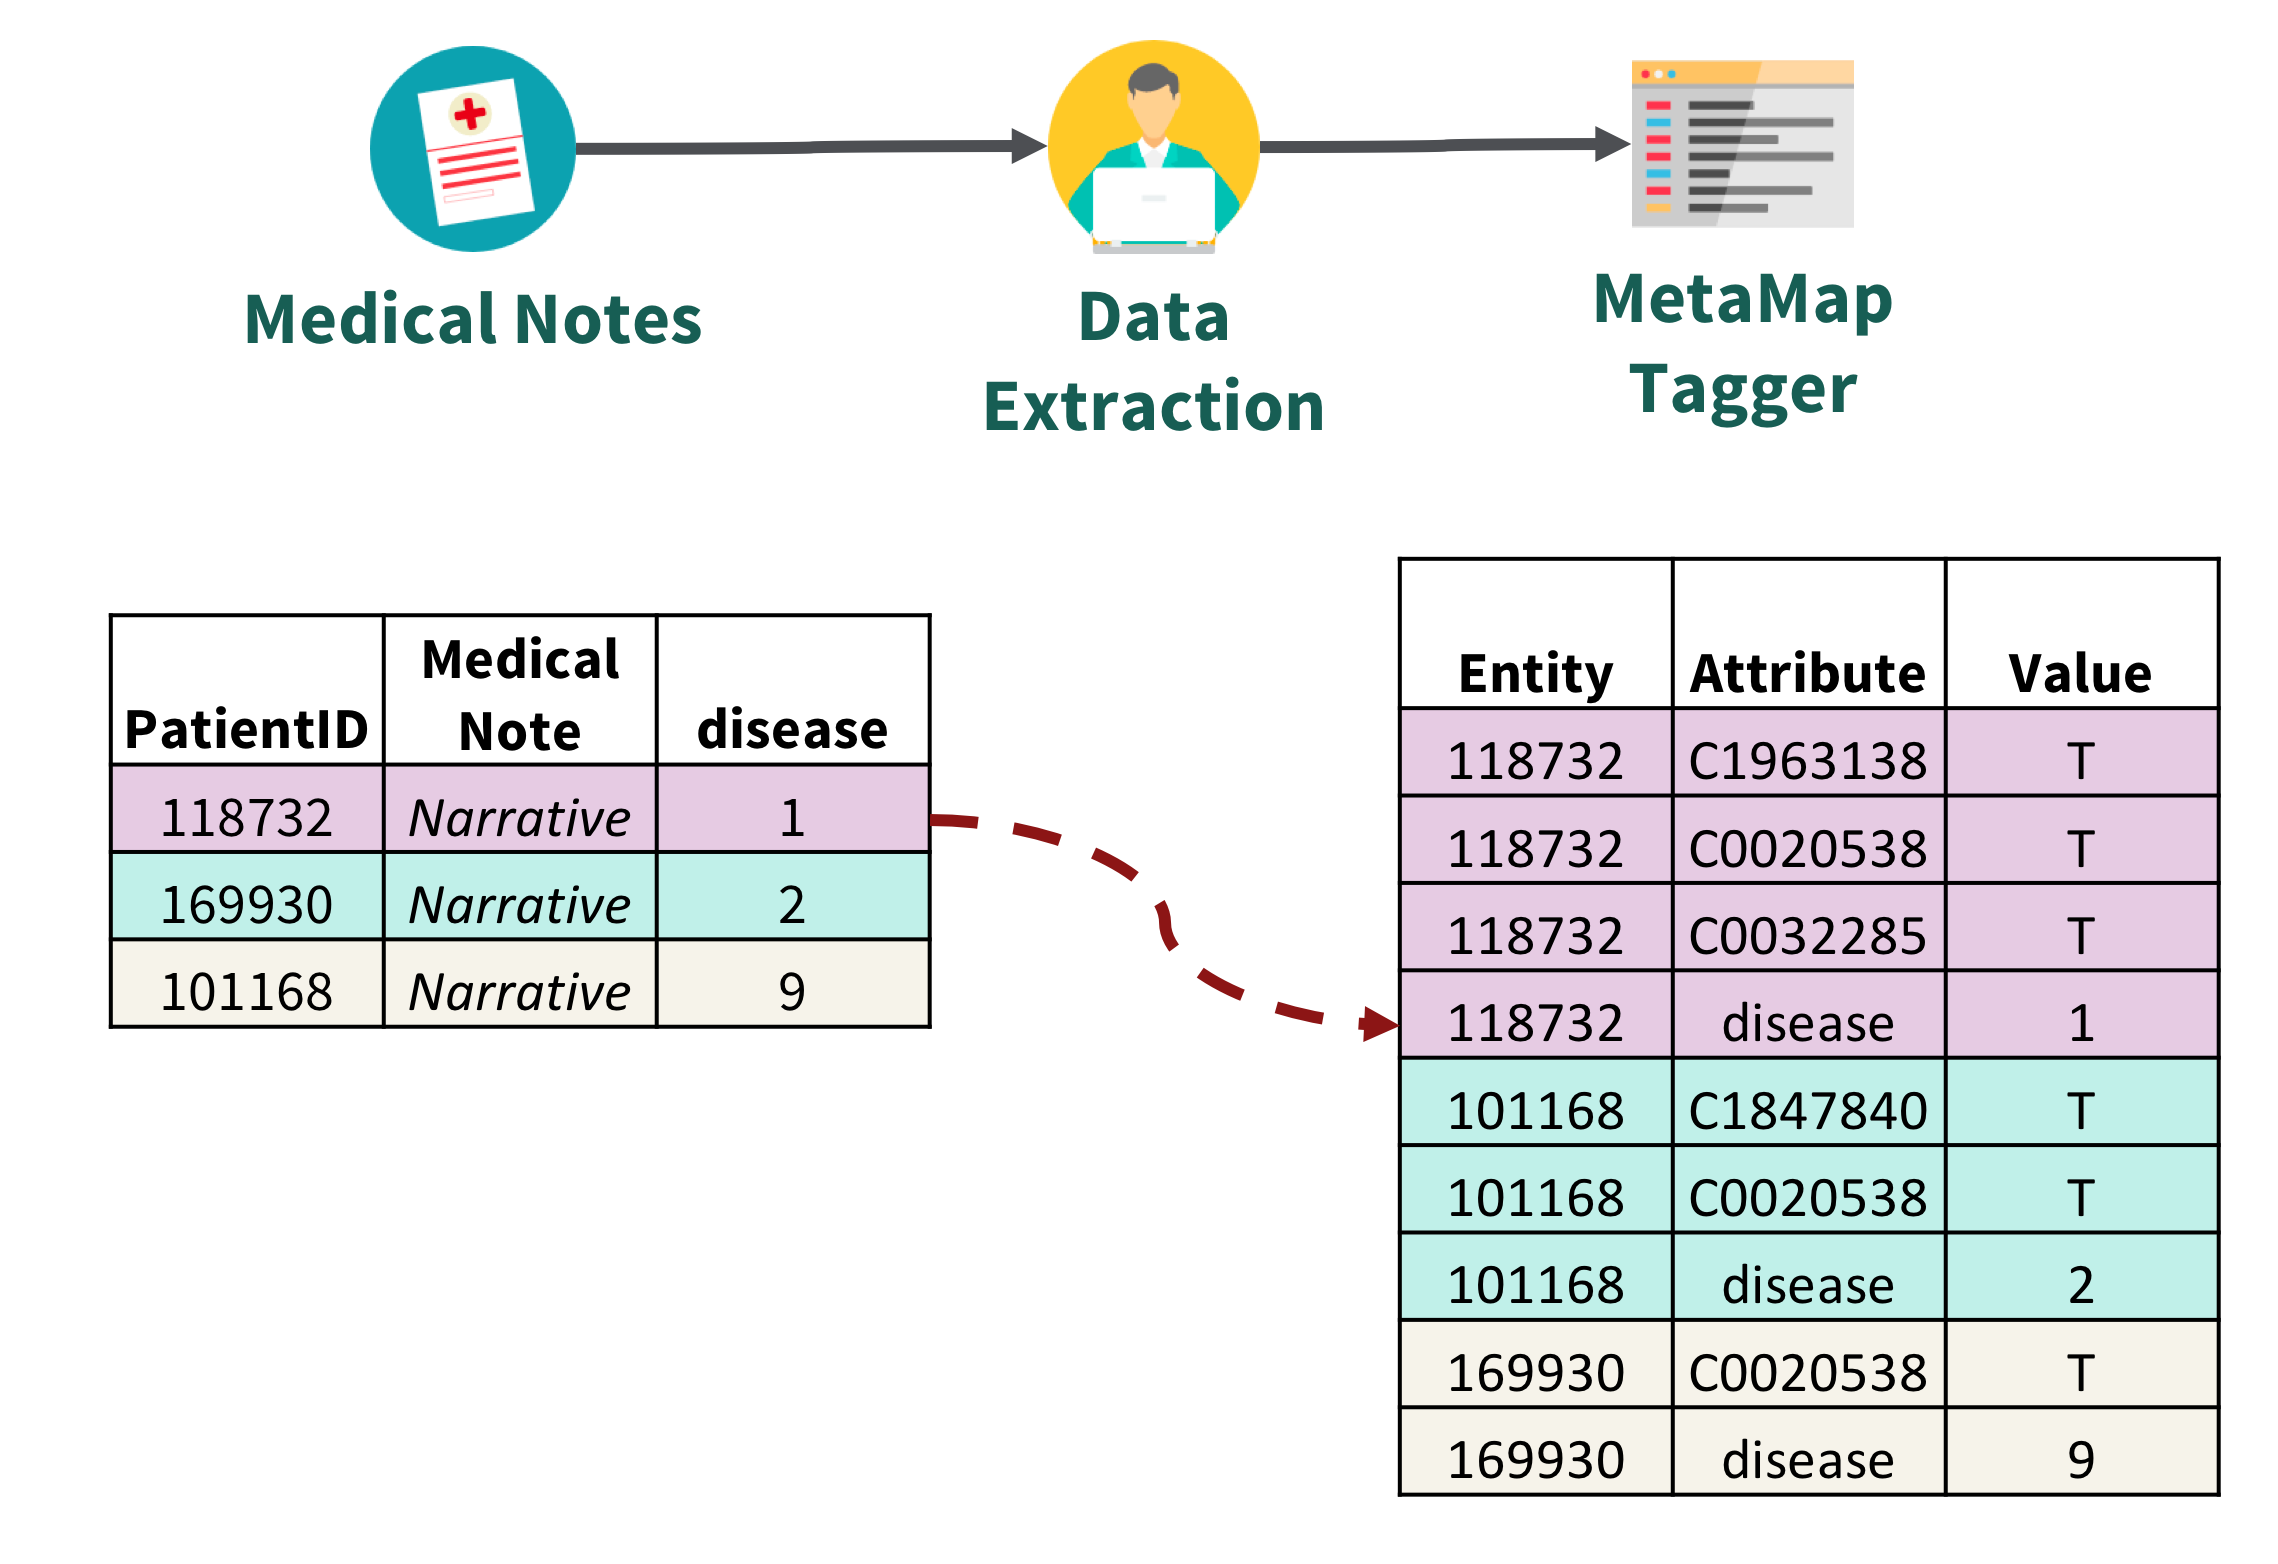 Medical Notes
Data
Extraction
MetaMap
Tagger
PatientID Medical Note disease
118732 Narrative 1
169930 Narrative 2
101168 Narrative 9
Entity Attribute Value
118732 C1963138 T
118732 C0020538 T
118732 C0032285 T
118732 disease 1
101168 C1847840 T
101168 C0020538 T
101168 disease 2
169930 C0020538 T
169930 disease 9